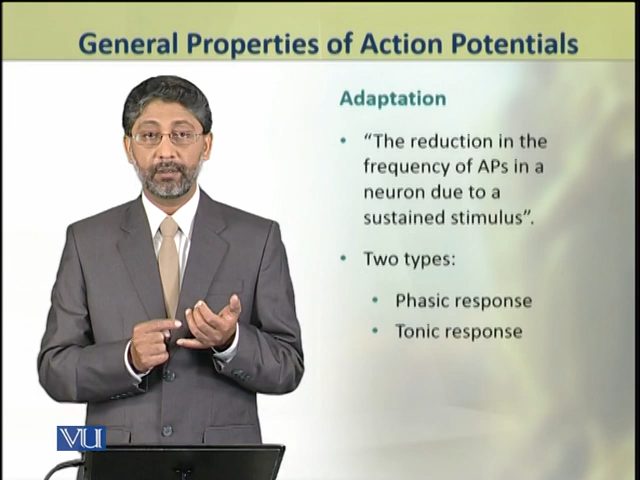 General Properties of Action Potentials
Adaptation
• “The reduction in the
frequency of APs in a
neuron due to a
sustained stimulus”.
• Two types:
• Phasic response
• Tonic response
VU